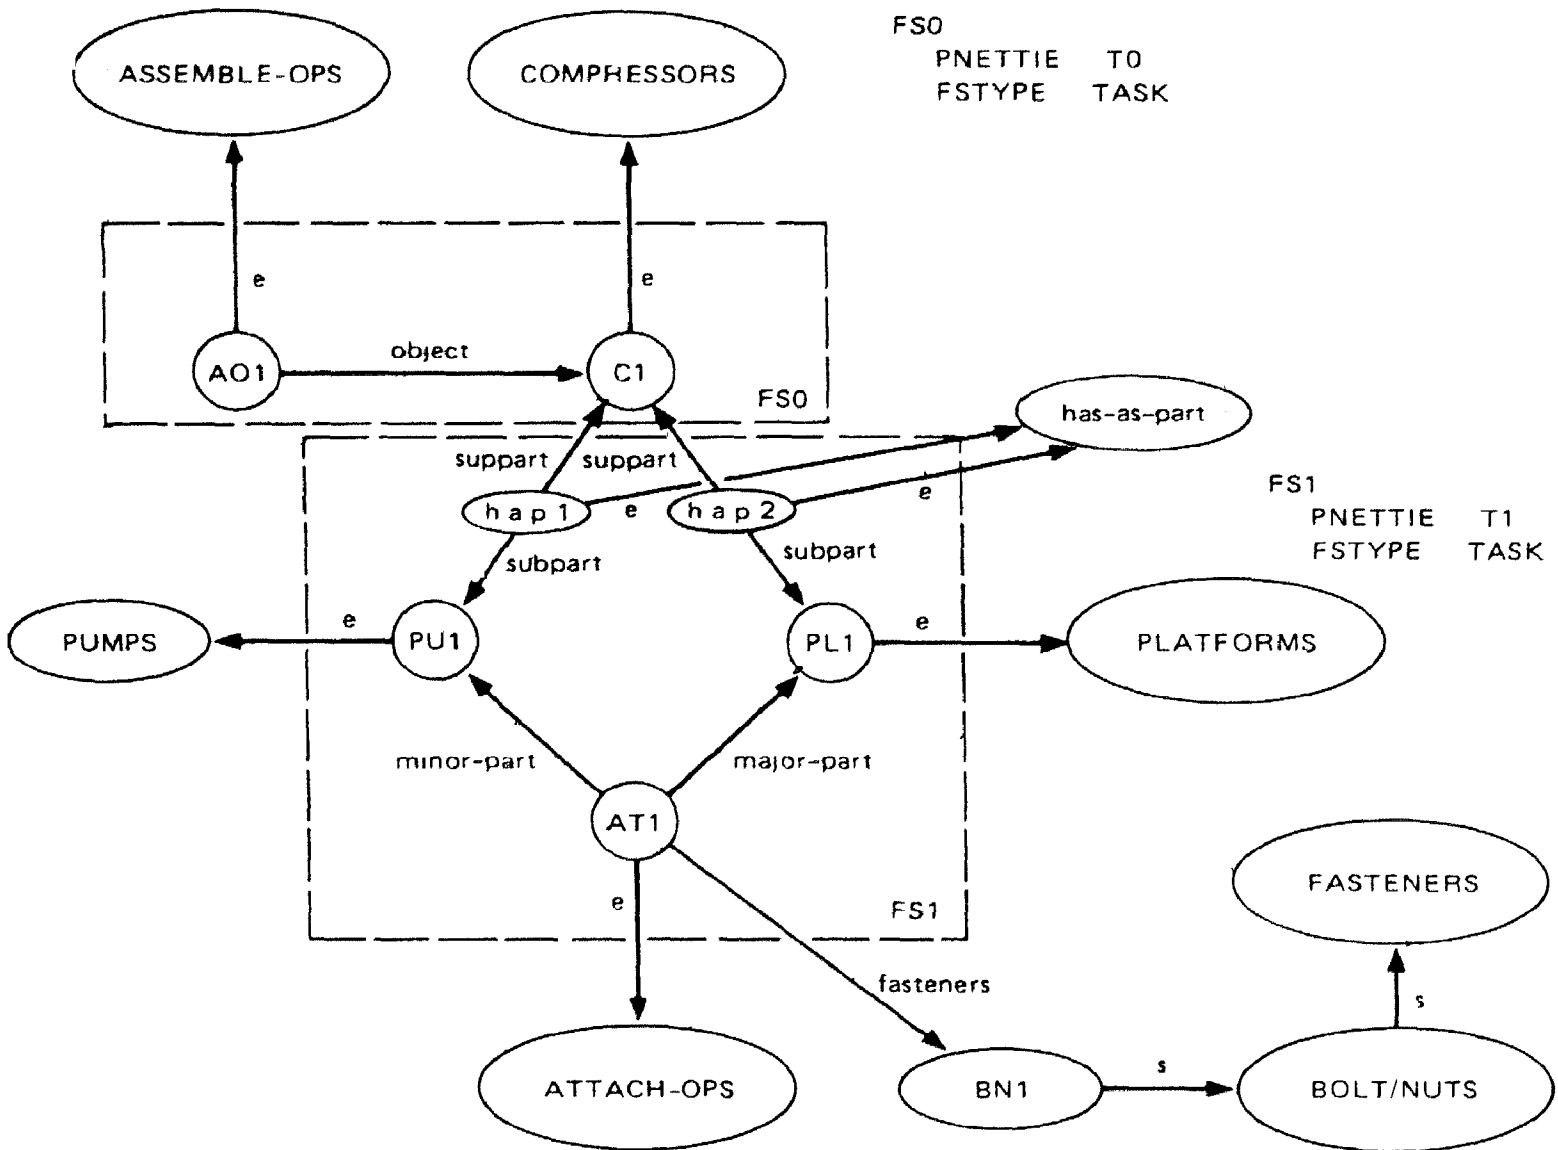 FS0
PNETTIE T0
FSTYPE TASK
ASSEMBLE-OPS
COMPRESSORS
e
e
AO1
object
C1
FS0
has-as-part
suppart
suppart
hap1
e
hap2
e
FS1
PNETTIE T1
FSTYPE TASK
subpart
subpart
PUMPS
e
PU1
PL1
e
PLATFORMS
minor-part
major-part
AT1
e
FS1
FASTENERS
fasteners
s
ATTACH-OPS
BN1
s
BOLT/NUTS